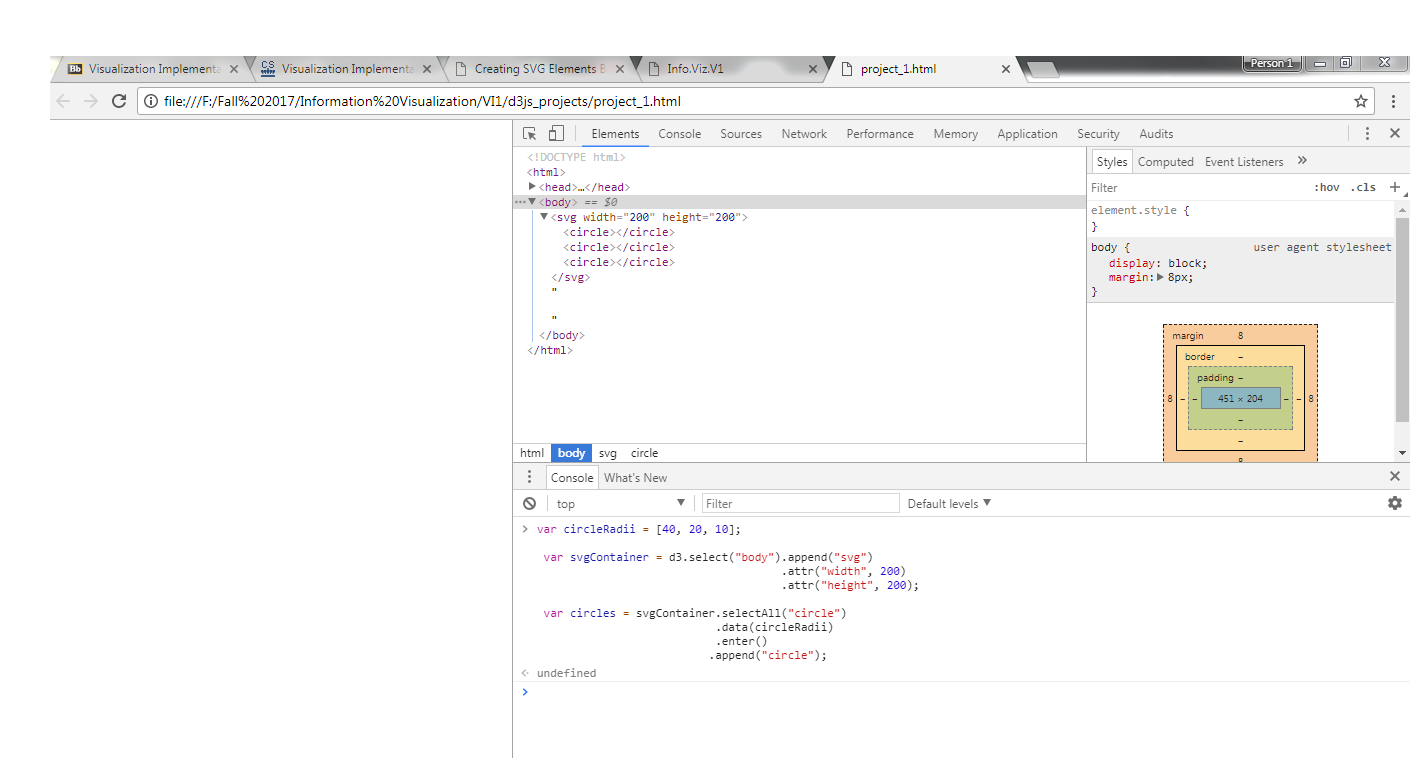 Bb Visualization Implementa
CS Visualization Implementa
Creating SVG Elements B
Info.Viz.V1
project_1.html
Person 1
file:///F:/Fall%202017/Information%20Visualization/VI1/d3js_projects/project_1.html
Elements Console Sources Network Performance Memory Application Security Audits
<!DOCTYPE html>
<html>
<head>…</head>
<body> == $0
<svg width="200" height="200">
<circle></circle>
<circle></circle>
<circle></circle>
</svg>
"
"
</body>
</html>
html body svg circle
Styles Computed Event Listeners »
Filter :hov .cls +
element.style {
}
body { user agent stylesheet
display: block;
margin: 8px;
}
margin 8
border –
padding –
8 – – 451 × 204 – – 8
–
–
8
Console What's New
top Filter Default levels
> var circleRadii = [40, 20, 10];
var svgContainer = d3.select("body").append("svg")
.attr("width", 200)
.attr("height", 200);
var circles = svgContainer.selectAll("circle")
.data(circleRadii)
.enter()
.append("circle");
undefined
>